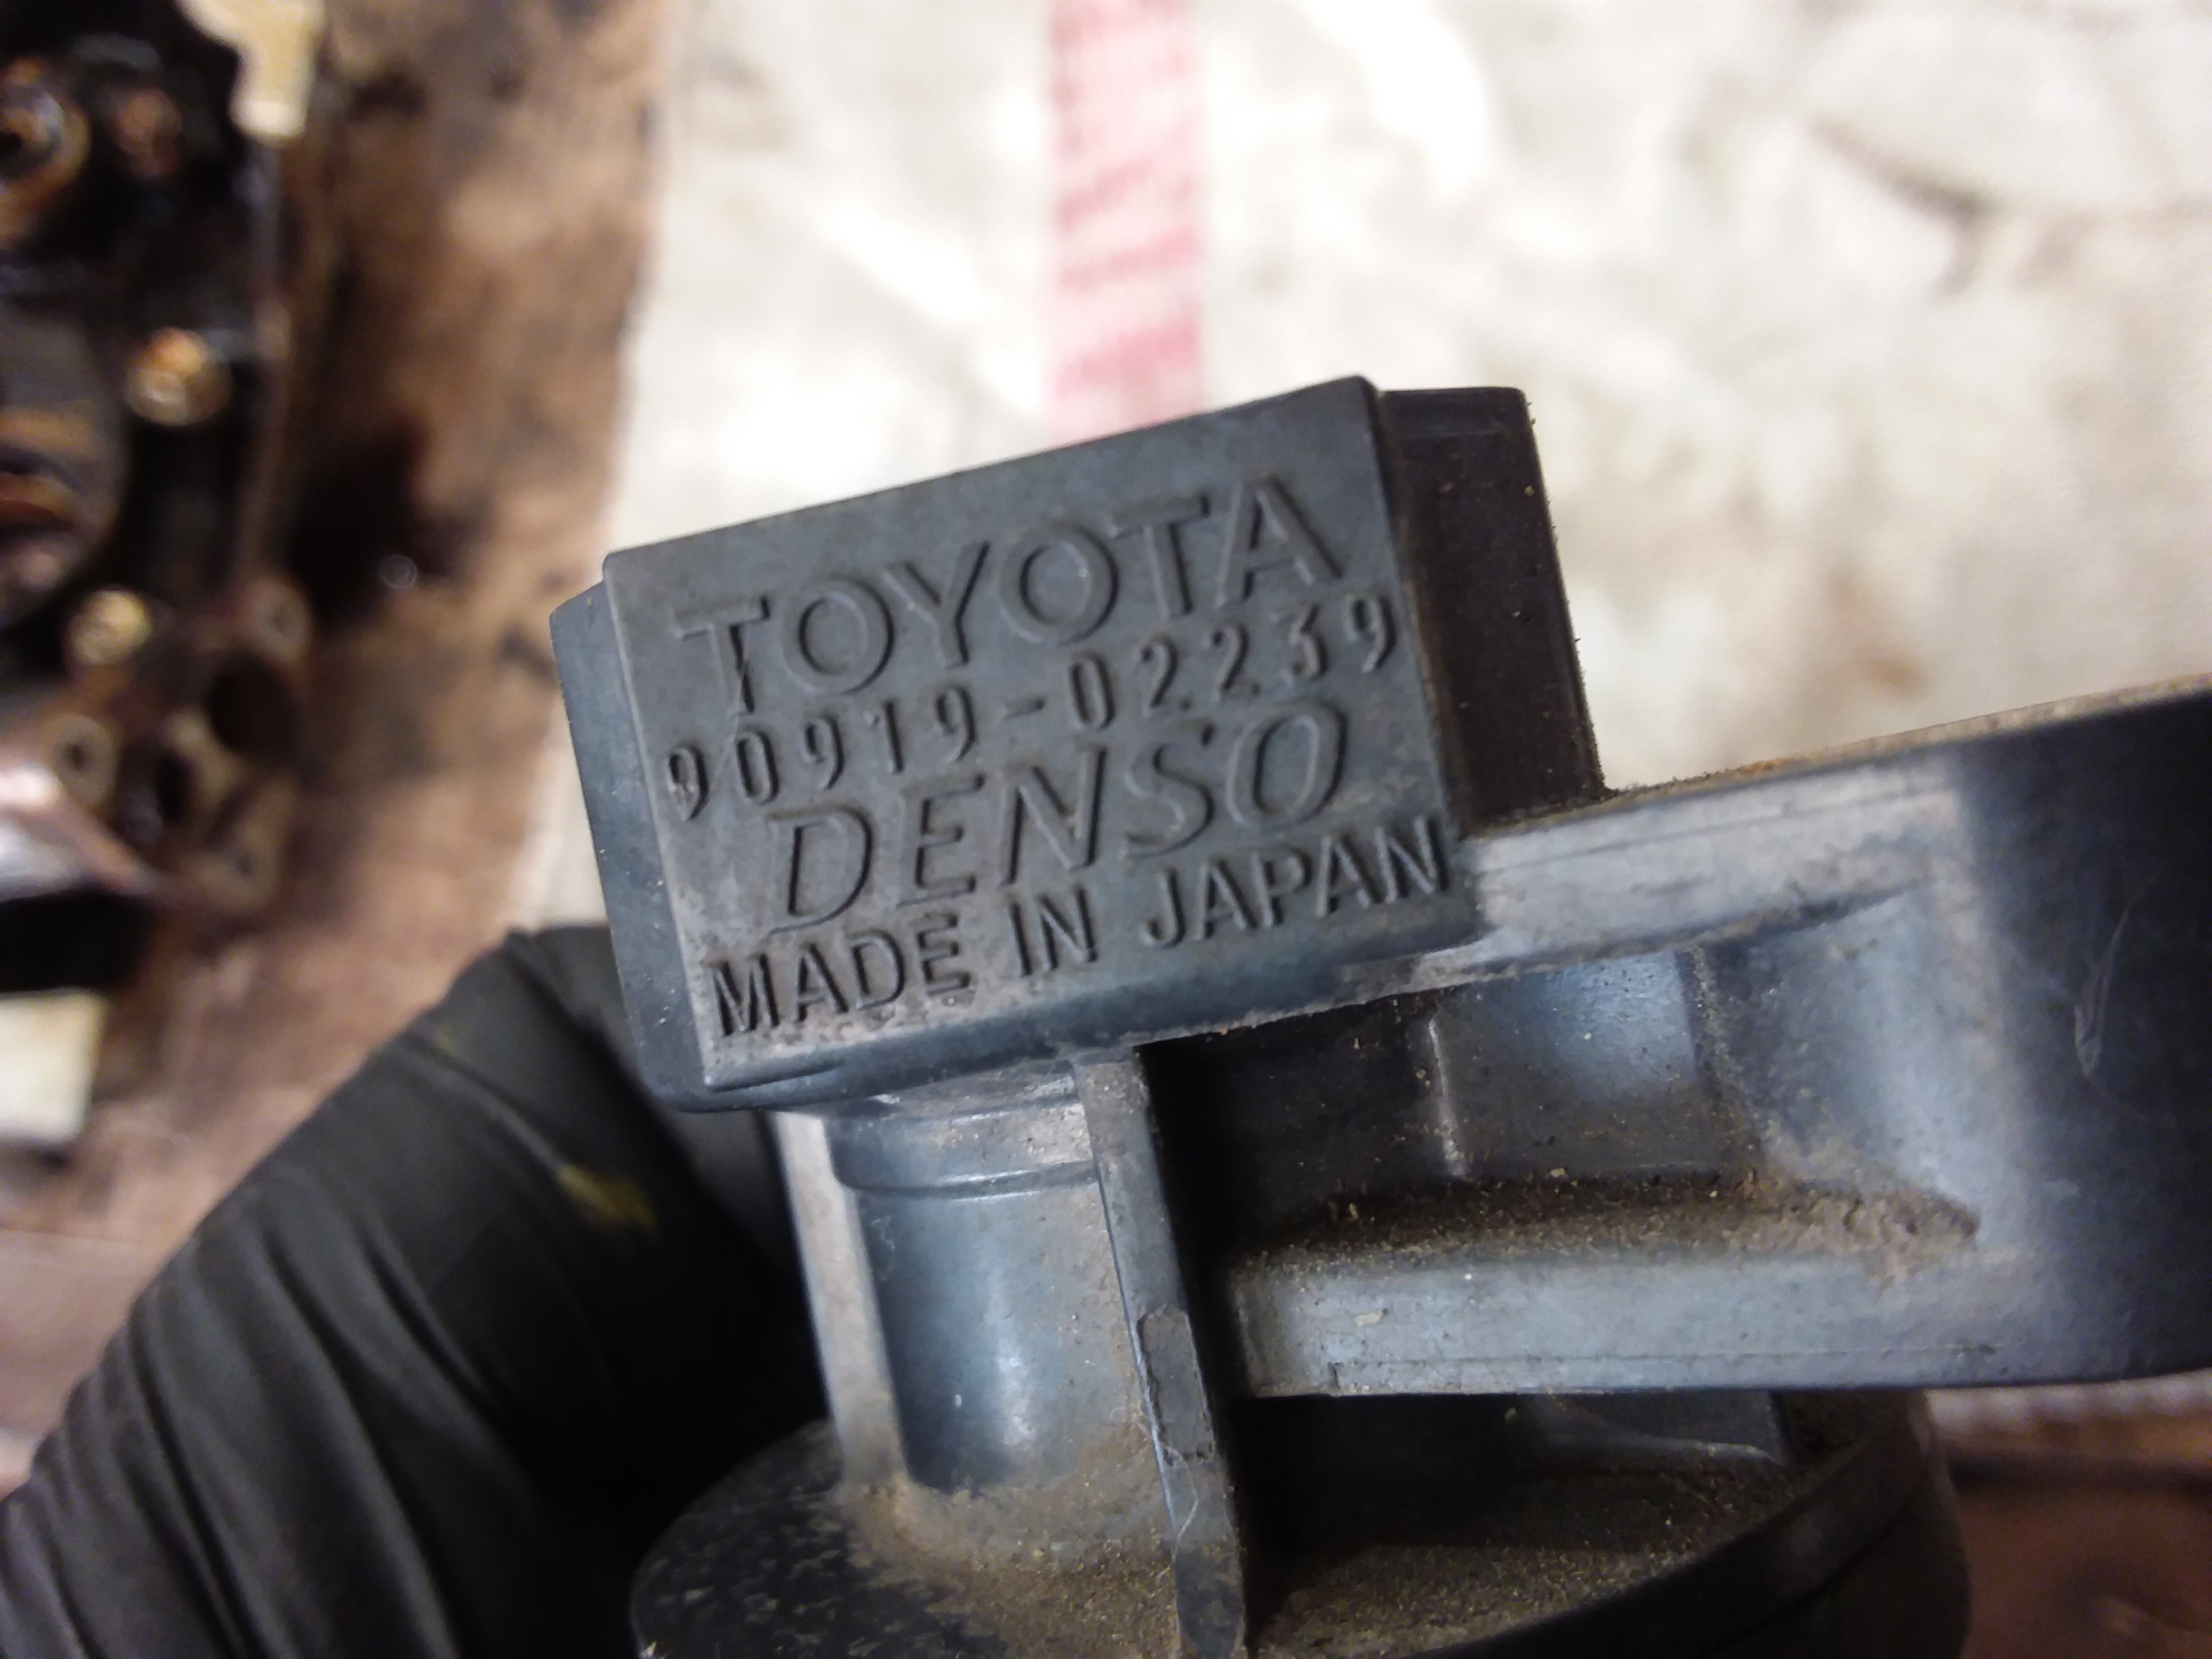 TOYOTA
90919-02239
DENSO
MADE IN JAPAN